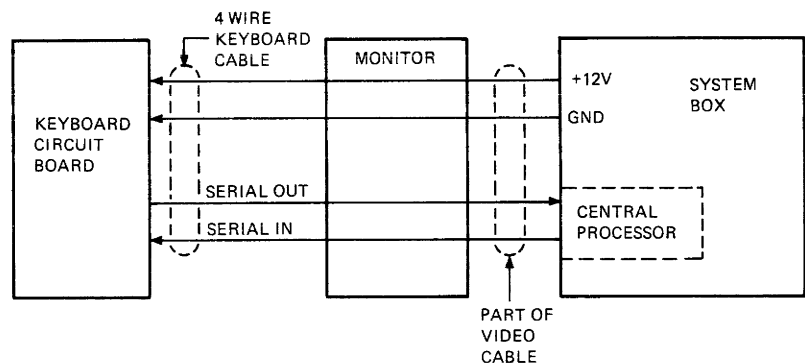 4 WIRE
KEYBOARD
CABLE
MONITOR
+12V
SYSTEM
BOX
GND
KEYBOARD
CIRCUIT
BOARD
SERIAL OUT
CENTRAL
PROCESSOR
SERIAL IN
PART OF
VIDEO
CABLE